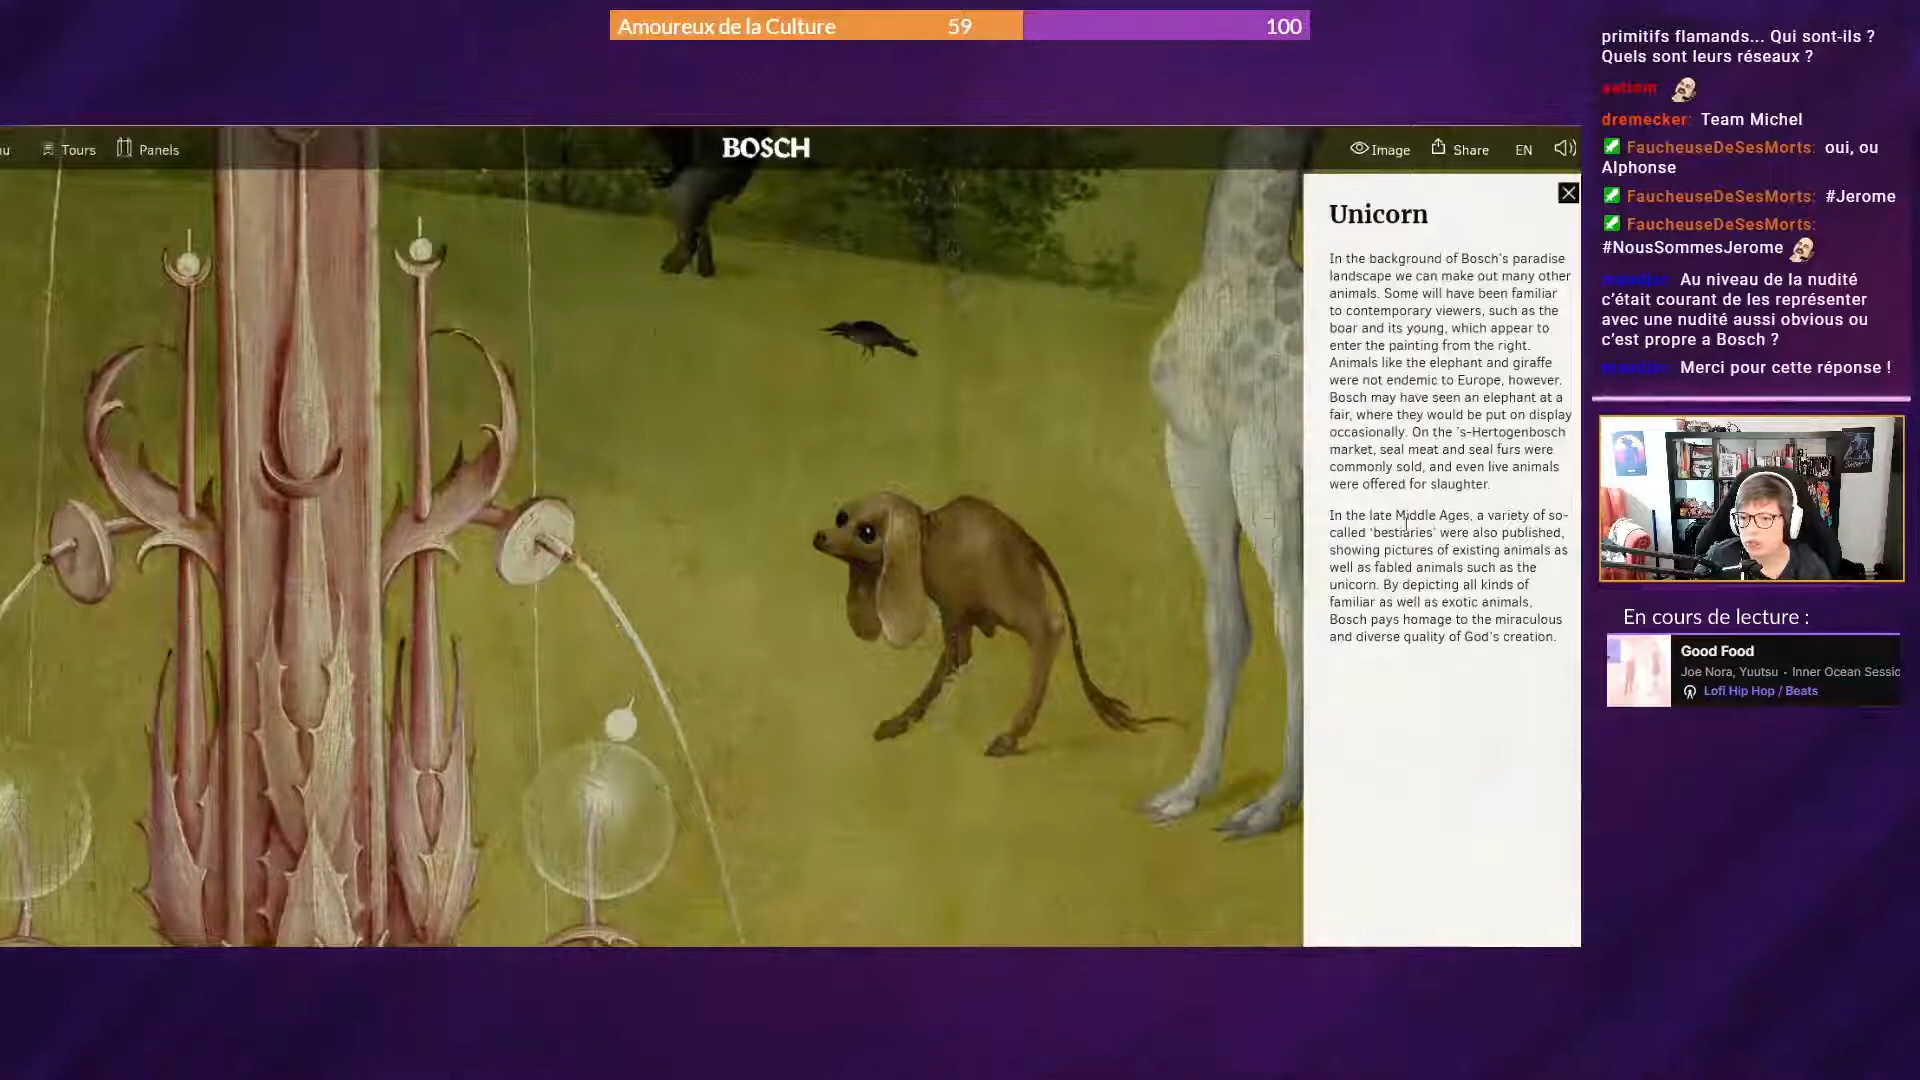 Amoureux de la Culture 59 100
Tours
Panels
BOSCH
Image
Share
EN
Unicorn
In the background of Bosch's paradise
landscape we can make out many other
animals. Some will have been familiar
to contemporary viewers, such as the
boar and its young, which appear to
enter the painting from the right.
Animals like the elephant and giraffe
were not endemic to Europe, however.
Bosch may have seen an elephant at a
fair, where they would be put on display
occasionally. On the 's-Hertogenbosch
market, seal meat and seal furs were
commonly sold, and even live animals
were offered for slaughter.
In the late Middle Ages, a variety of so-
called 'bestiaries' were also published,
showing pictures of existing animals as
well as fabled animals such as the
unicorn. By depicting all kinds of
familiar as well as exotic animals,
Bosch pays homage to the miraculous
and diverse quality of God's creation.
primitifs flamands... Qui sont-ils ?
Quels sont leurs réseaux ?
dremecker: Team Michel
FaucheuseDeSesMorts: oui, ou
Alphonse
FaucheuseDeSesMorts: #Jerome
FaucheuseDeSesMorts:
#NousSommesJerome
Au niveau de la nudité
c'était courant de les représenter
avec une nudité aussi obvious ou
c'est propre a Bosch ?
Merci pour cette réponse !
En cours de lecture :
Good Food
Joe Nora, Yuutsu • Inner Ocean Sessic
Lofi Hip Hop / Beats